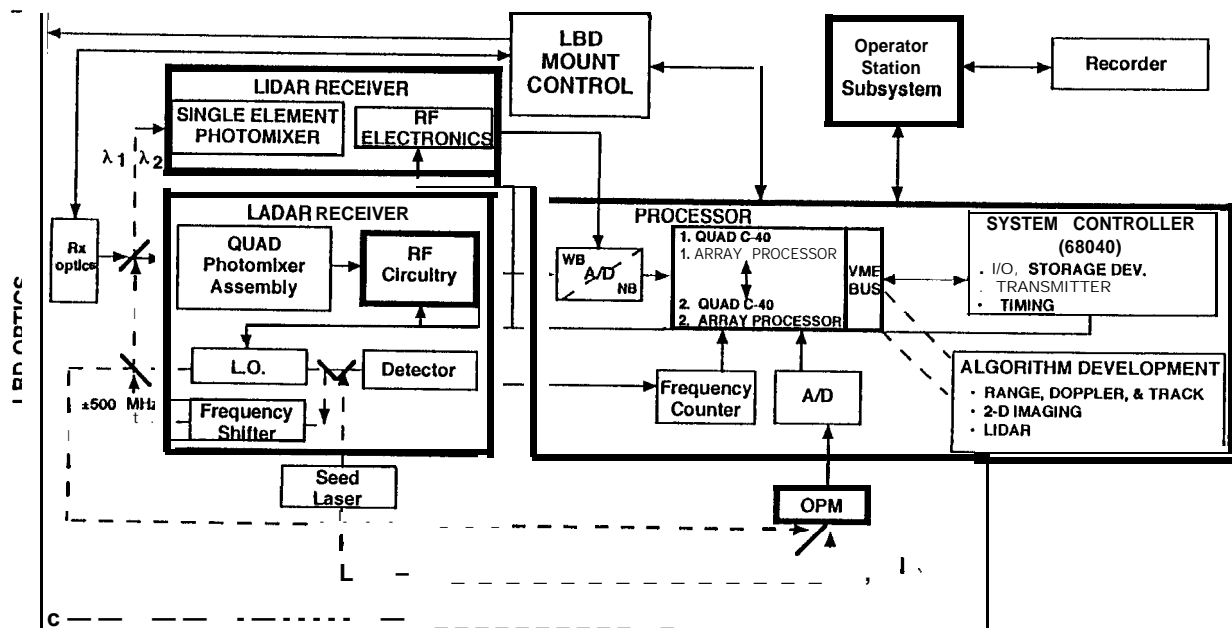 LBD
MOUNT
CONTROL
Operator
Station
Subsystem
Recorder
LIDAR RECEIVER
SINGLE ELEMENT
PHOTOMIXER
RF
ELECTRONICS
λ1
λ2
LADAR RECEIVER
QUAD
Photomixer
Assembly
RF
Circuitry
Rx
optics
PROCESSOR
WB
A/D
NB
1. QUAD C-40
1. ARRAY PROCESSOR
2. QUAD C-40
2. ARRAY PROCESSOR
VME
BUS
SYSTEM CONTROLLER
(68040)
. I/O, STORAGE DEV.
. TRANSMITTER
• TIMING
LBD OPTICS
L.O.
Detector
±500 MHz
Frequency
Shifter
Frequency
Counter
A/D
ALGORITHM DEVELOPMENT
• RANGE, DOPPLER, & TRACK
• 2-D IMAGING
• LIDAR
Seed
Laser
OPM